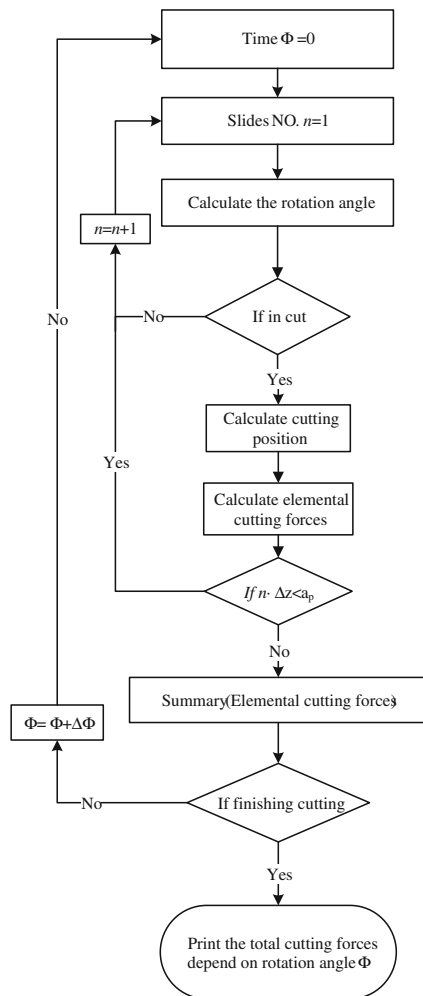 Time Φ =0
Slides NO. n=1
Calculate the rotation angle
n=n+1
No
No
If in cut
Yes
Calculate cutting
position
Yes
Calculate elemental
cutting forces
If n· Δz<aₚ
No
Summary(Elemental cutting forces)
Φ= Φ+ΔΦ
No
If finishing cutting
Yes
Print the total cutting forces
depend on rotation angle Φ